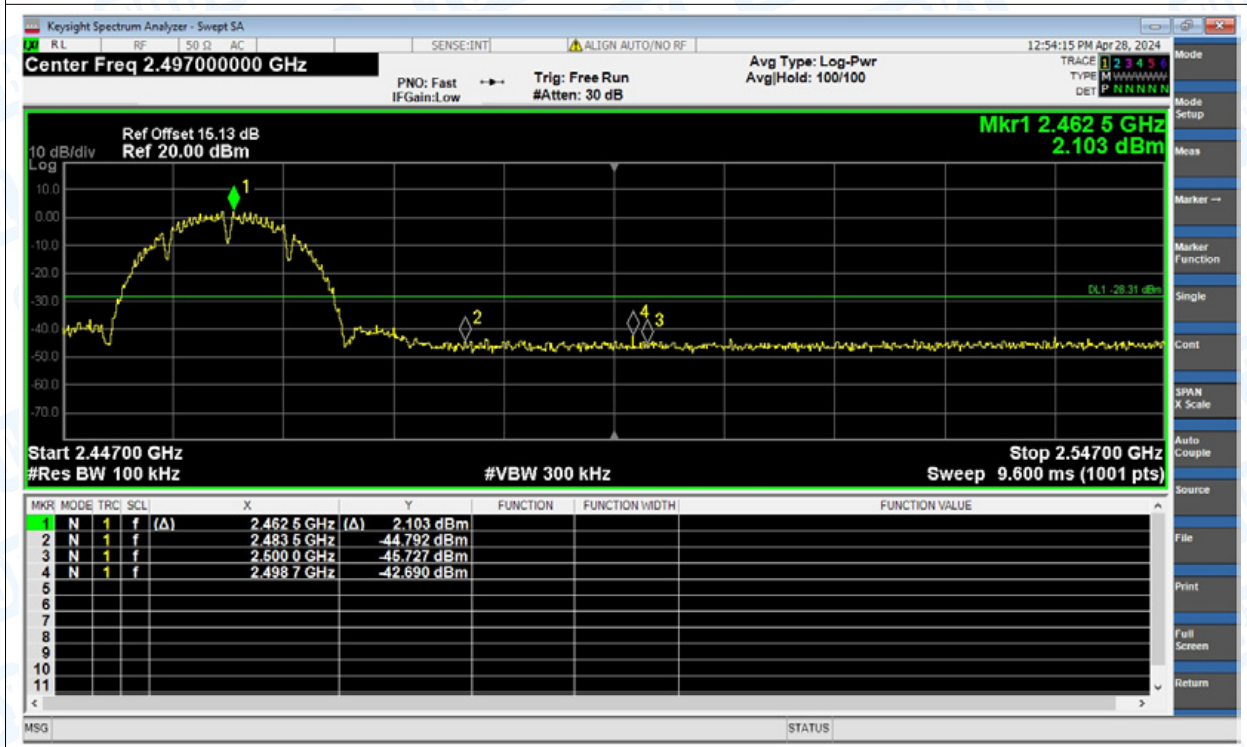 Keysight Spectrum Analyzer - Swept SA
RL RF 50 Ω AC SENSE:INT ALIGN AUTO/NO RF 12:54:15 PM Apr 28, 2024
Center Freq 2.497000000 GHz
PNO: Fast
IFGain:Low
Trig: Free Run
#Atten: 30 dB
Avg Type: Log-Pwr
Avg|Hold: 100/100
TRACE 1 2 3 4 5 6
TYPE M WWWWW
DET P N N N N N
Mkr1 2.462 5 GHz
2.103 dBm
Ref Offset 15.13 dB
10 dB/div Ref 20.00 dBm
Log
10.0
0.00
-10.0
-20.0
-30.0
-40.0
-50.0
-60.0
-70.0
1
2
4
3
DL1 -28.31 dBm
Start 2.44700 GHz Stop 2.54700 GHz
#Res BW 100 kHz #VBW 300 kHz Sweep 9.600 ms (1001 pts)
MKR MODE TRC SCL X Y FUNCTION FUNCTION WIDTH FUNCTION VALUE
1 N 1 f (Δ) 2.462 5 GHz (Δ) 2.103 dBm
2 N 1 f 2.483 5 GHz -44.792 dBm
3 N 1 f 2.500 0 GHz -45.727 dBm
4 N 1 f 2.498 7 GHz -42.690 dBm
5
6
7
8
9
10
11
MSG STATUS
Mode
Mode
Setup
Meas
Marker →
Marker
Function
Single
Cont
SPAN
X Scale
Auto
Couple
Source
File
Print
Full
Screen
Return